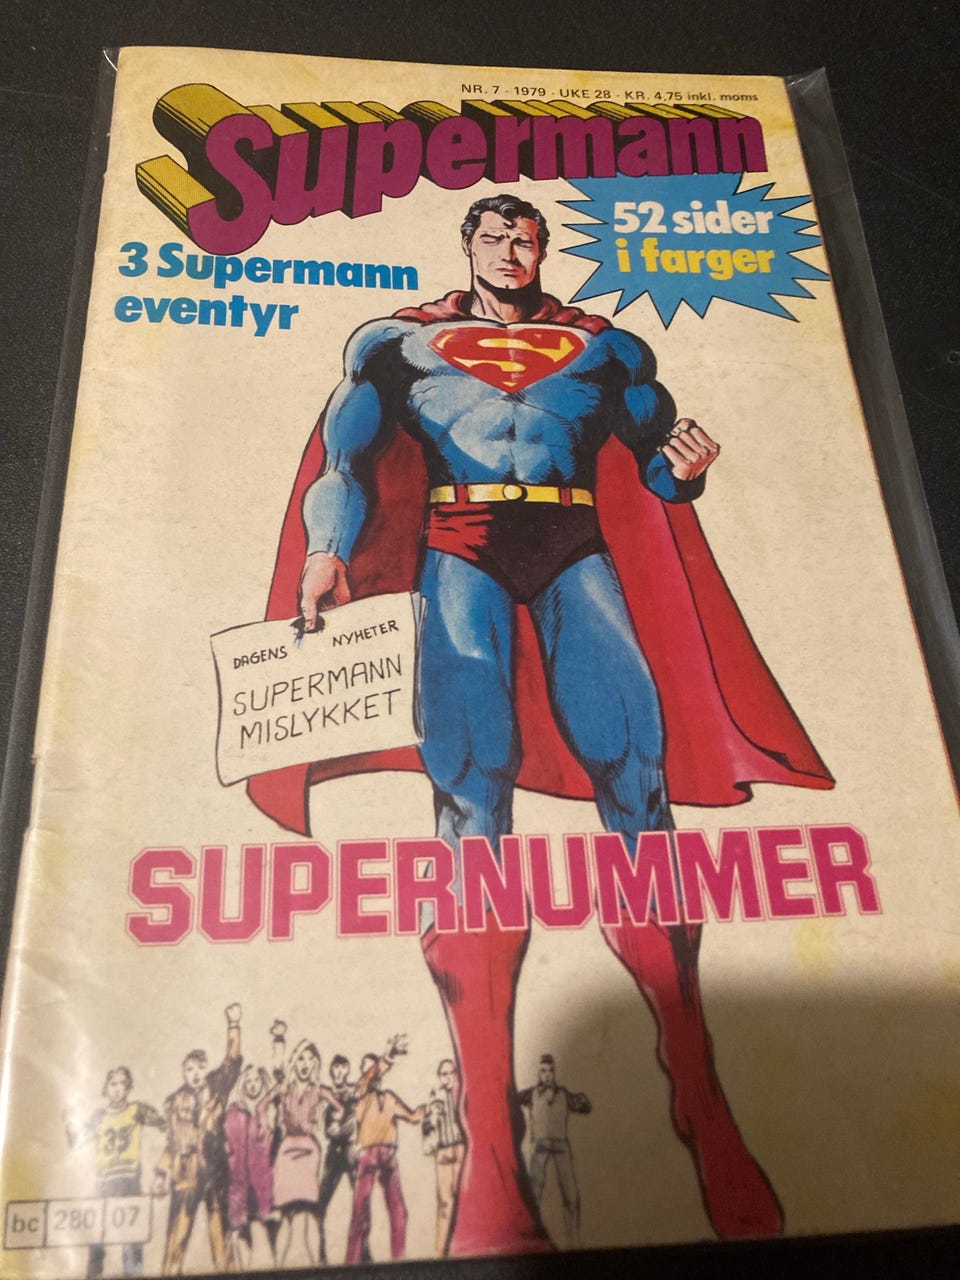 NR. 7 - 1979 - UKE 28 - KR. 4,75 inkl. moms
Supermann
52 sider
i farger
3 Supermann
eventyr
S
DAGENS NYHETER
SUPERMANN
MISLYKKET
SUPERNUMMER
35
bc 280 07